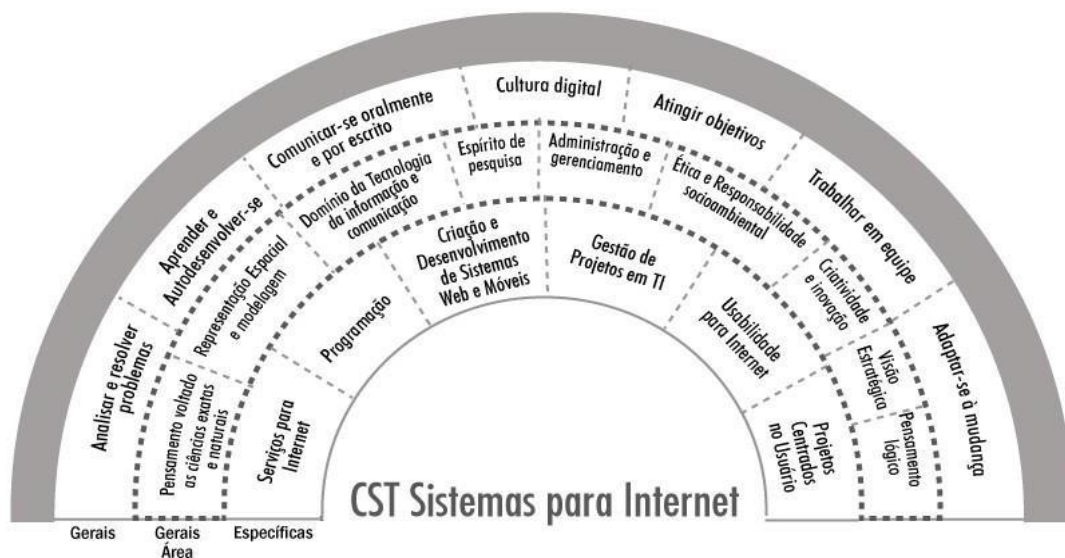 Analisar e resolver
problemas
Aprender e
Autodesenvolver-se
Comunicar-se oralmente
e por escrito
Cultura digital
Atingir objetivos
Trabalhar em equipe
Adaptar-se à mudança
Pensamento voltado
as ciências exatas
e naturais
Representação Espacial
e modelagem
Domínio da Tecnologia
da informação e
comunicação
Espírito de
pesquisa
Administração e
gerenciamento
Ética e Responsabilidade
socioambiental
Criatividade
e inovação
Visão
Estratégica
Pensamento
lógico
Serviços para
Internet
Programação
Criação e
Desenvolvimento
de Sistemas
Web e Móveis
Gestão de
Projetos em TI
Usabilidade
para Internet
Projetos
Centrados
no Usuário
CST Sistemas para Internet
Gerais
Gerais
Área
Específicas